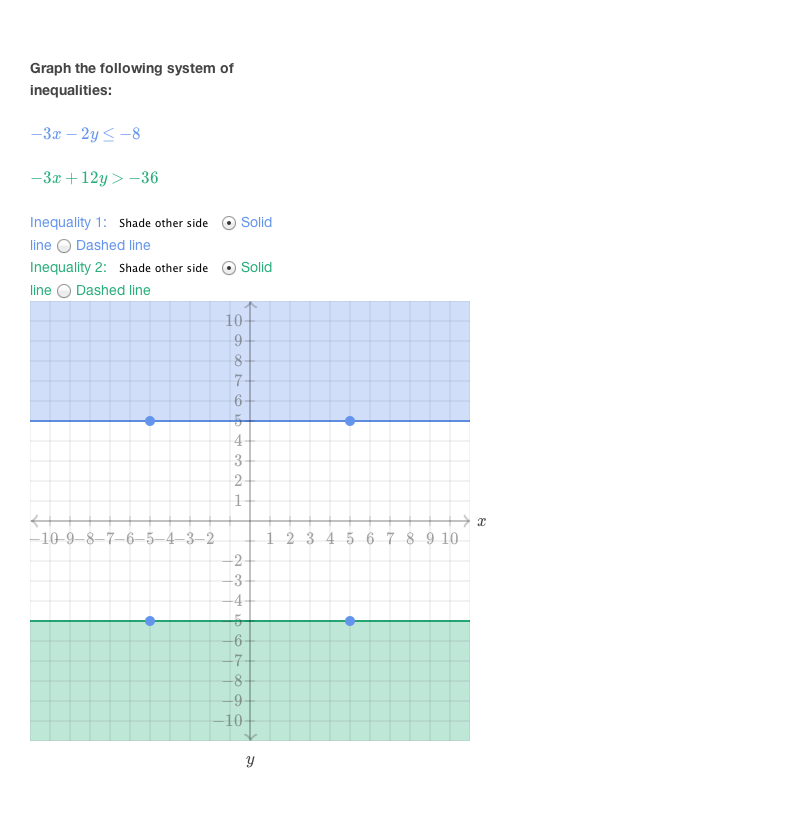 Graph the following system of
inequalities:
−3x − 2y ≤ −8
−3x + 12y > −36
Inequality 1: Shade other side Solid
line Dashed line
Inequality 2: Shade other side Solid
line Dashed line
10
9
8
7
6
5
4
3
2
1
x
−10 −9 −8 −7 −6 −5 −4 −3 −2 1 2 3 4 5 6 7 8 9 10
−2
−3
−4
−5
−6
−7
−8
−9
−10
y